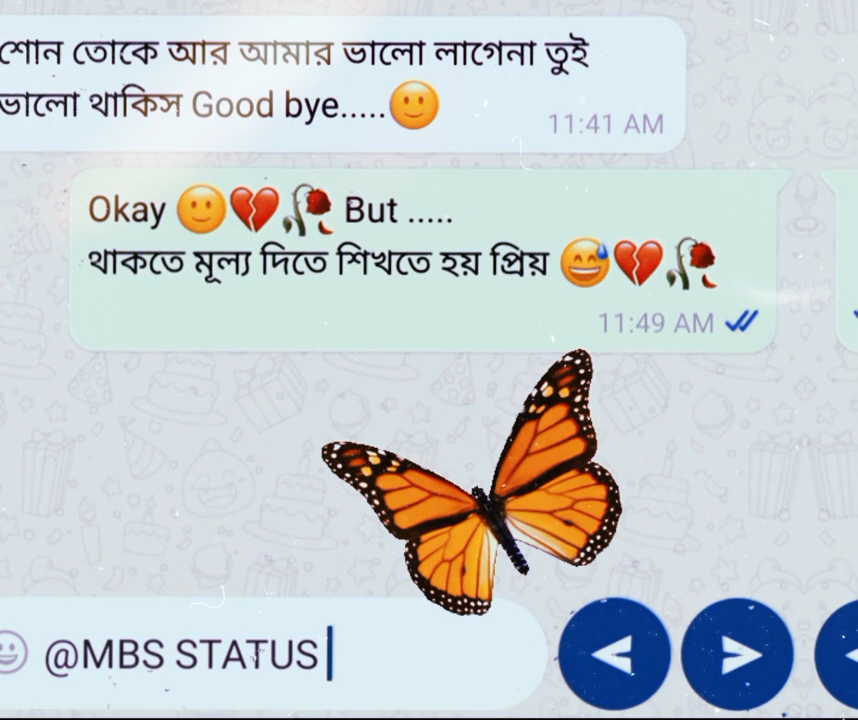 শোন তোকে আর আমার ভালো লাগেনা তুই
ভালো থাকিস Good bye.....🙂
11:41 AM
Okay 🙂💔🥀 But .....
থাকতে মূল্য দিতে শিখতে হয় প্রিয় 😅💔🥀
11:49 AM
@MBS STATUS